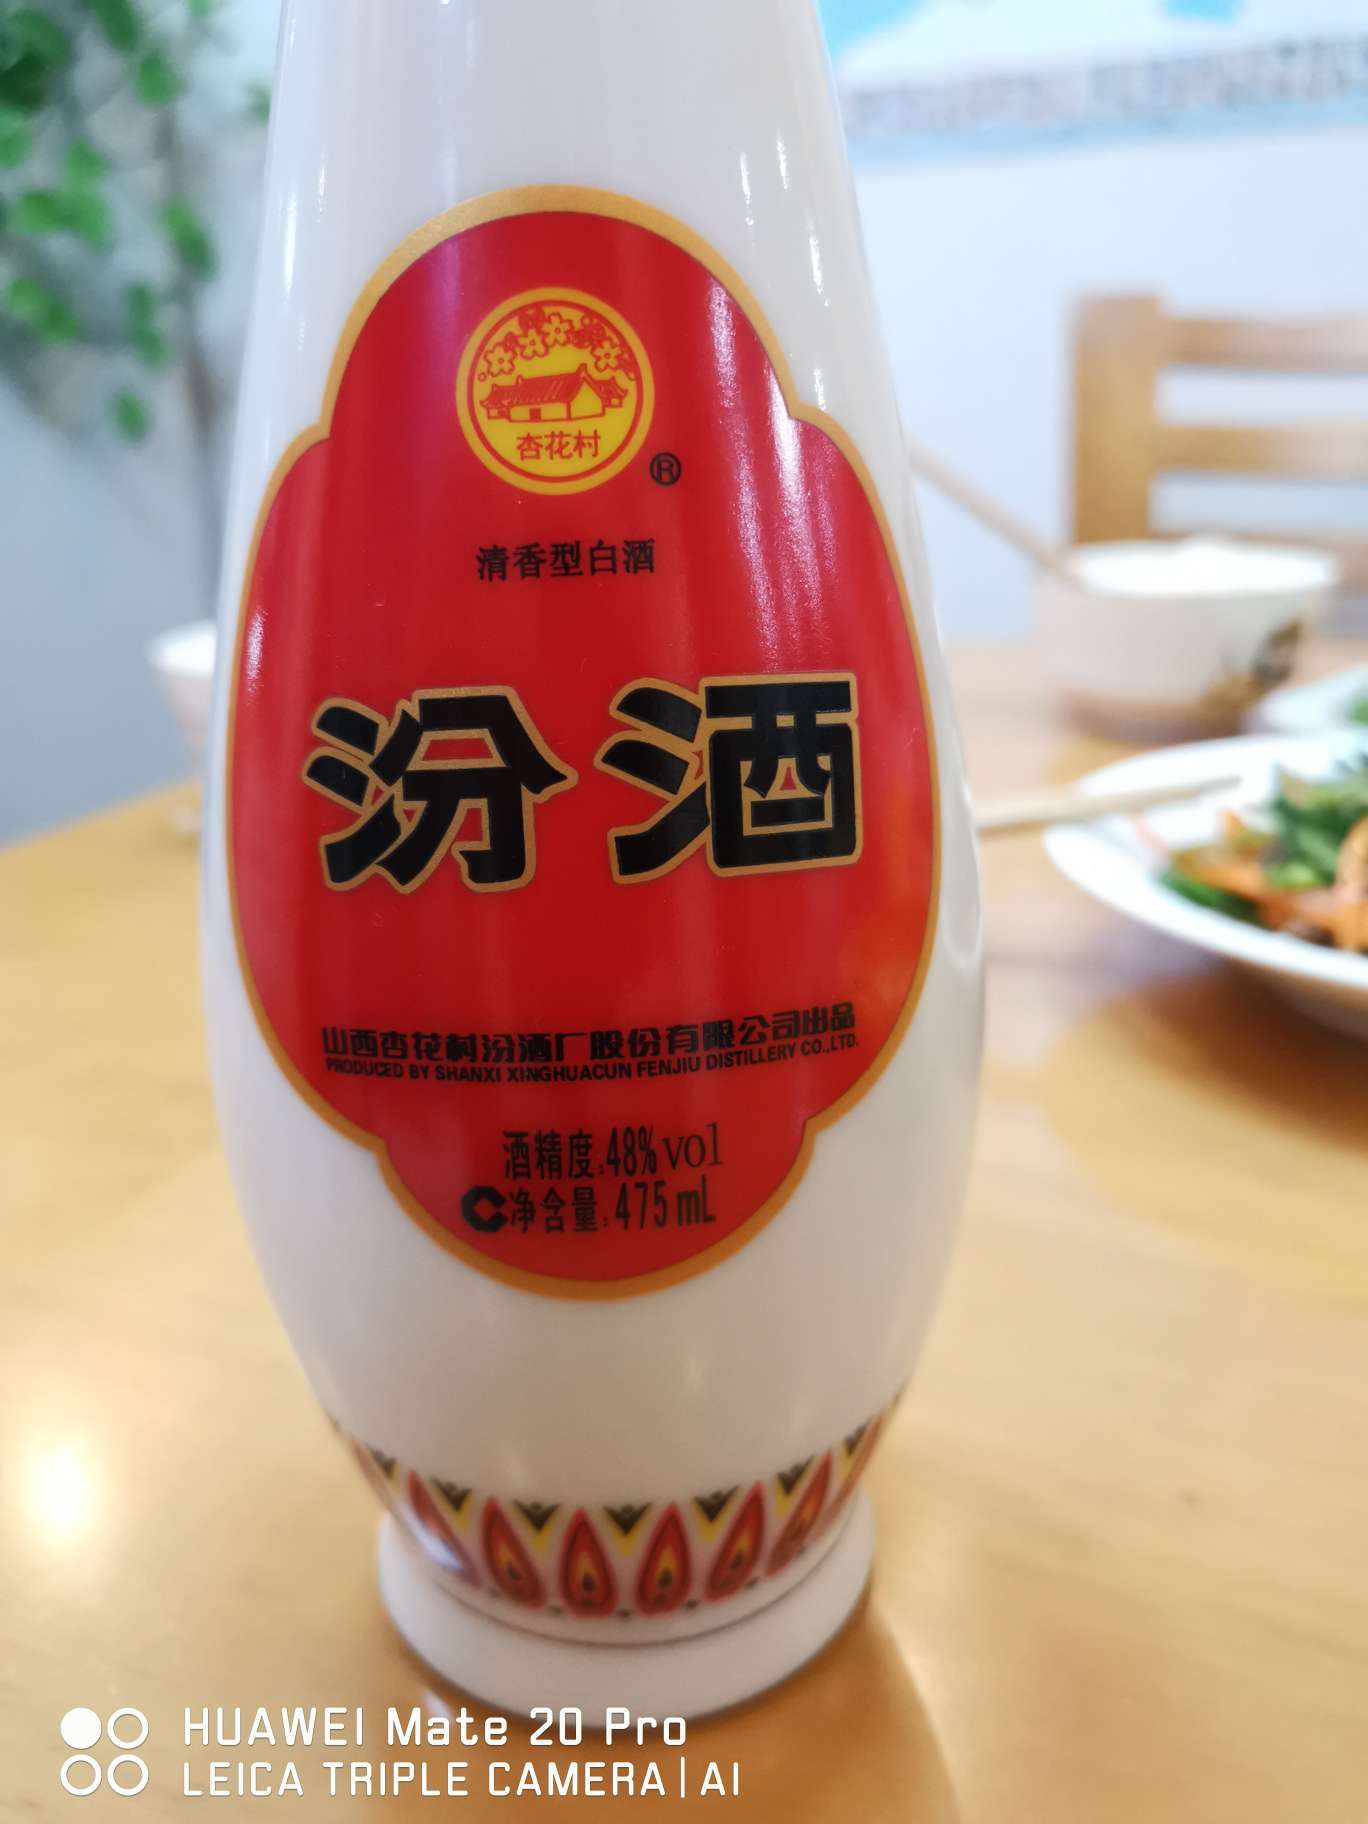 杏花村
®
清香型白酒
汾酒
山西杏花村汾酒厂股份有限公司出品
PRODUCED BY SHANXI XINGHUACUN FENJIU DISTILLERY CO.,LTD.
酒精度:48%vol
净含量:475mL
HUAWEI Mate 20 Pro
LEICA TRIPLE CAMERA|AI